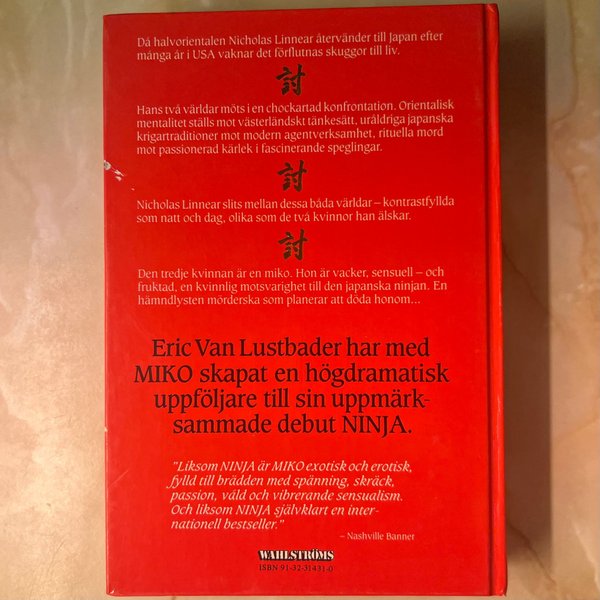 Då halvorientalen Nicholas Linnear återvänder till Japan efter
många år i USA vaknar det förflutnas skuggor till liv.
討
Hans två världar möts i en chockartad konfrontation. Orientalisk
mentalitet ställs mot västerländskt tänkesätt, uråldriga japanska
krigartraditioner mot modern agentverksamhet, rituella mord
mot passionerad kärlek i fascinerande speglingar.
討
Nicholas Linnear slits mellan dessa båda världar – kontrastfyllda
som natt och dag, olika som de två kvinnor han älskar.
討
Den tredje kvinnan är en miko. Hon är vacker, sensuell – och
fruktad, en kvinnlig motsvarighet till den japanska ninjan. En
hämndlysten mörderska som planerar att döda honom...
Eric Van Lustbader har med
MIKO skapat en högdramatisk
uppföljare till sin uppmärk-
sammade debut NINJA.
"Liksom NINJA är MIKO exotisk och erotisk,
fylld till brädden med spänning, skräck,
passion, våld och vibrerande sensualism.
Och liksom NINJA självklart en inter-
nationell bestseller."
– Nashville Banner
WAHLSTRÖMS
ISBN 91-32-31431-0